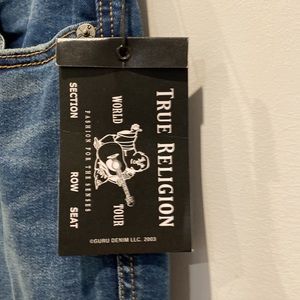 TRUE RELIGION
WORLD TOUR
FASHION FOR THE SENSES
SECTION ROW SEAT
©GURU DENIM LLC. 2003